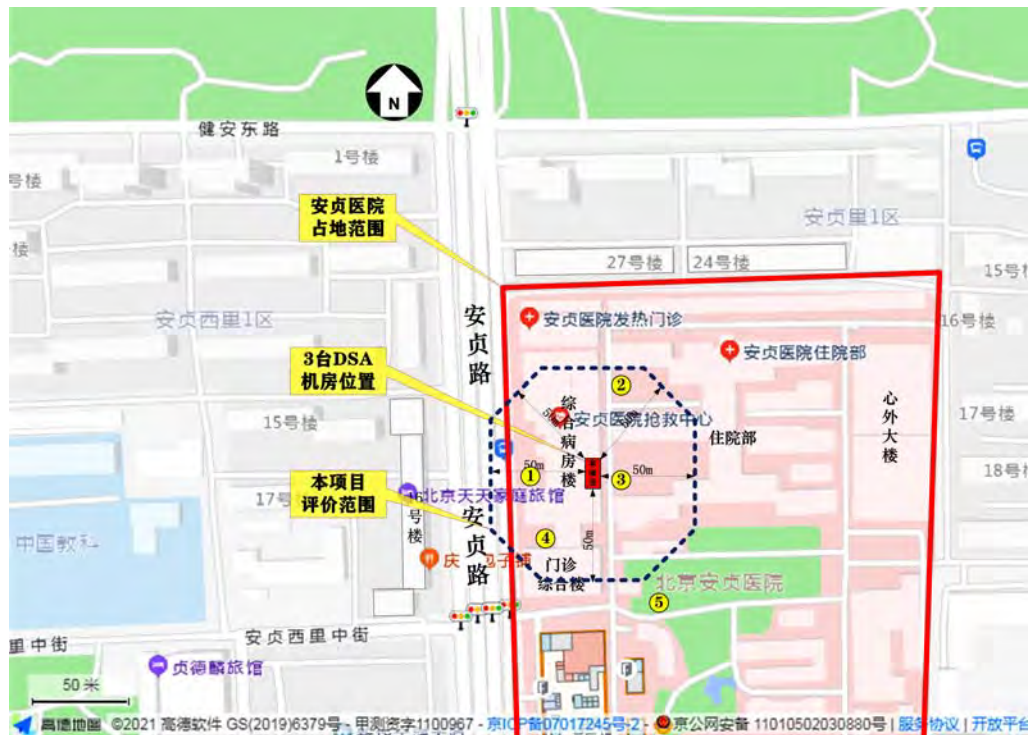 N
健安东路
1号楼
号楼
安贞医院
占地范围
安贞里1区
楼
27号楼
24号楼
15号
安贞西里1区
安贞路
安贞医院发热门诊
16号楼
安贞医院住院部
3台DSA
机房位置
②
综合病房楼
安贞医院抢救中心
心外大楼
15号楼
住院部
17号楼
50m
50m
①
③
18号
本项目
评价范围
17号楼
北京天天家庭旅馆
16号楼
安贞路
50m
④
中国教科
门诊
综合楼
北京安贞医院
⑤
安贞西里中街
里中街
贞德麟旅馆
50 米
高德地图 ©2021 高德软件 GS(2019)6379号 - 甲测资字1100967 - 京ICP备07017245号-2 - 京公网安备 11010502030880号 | 服务协议 | 开放平台